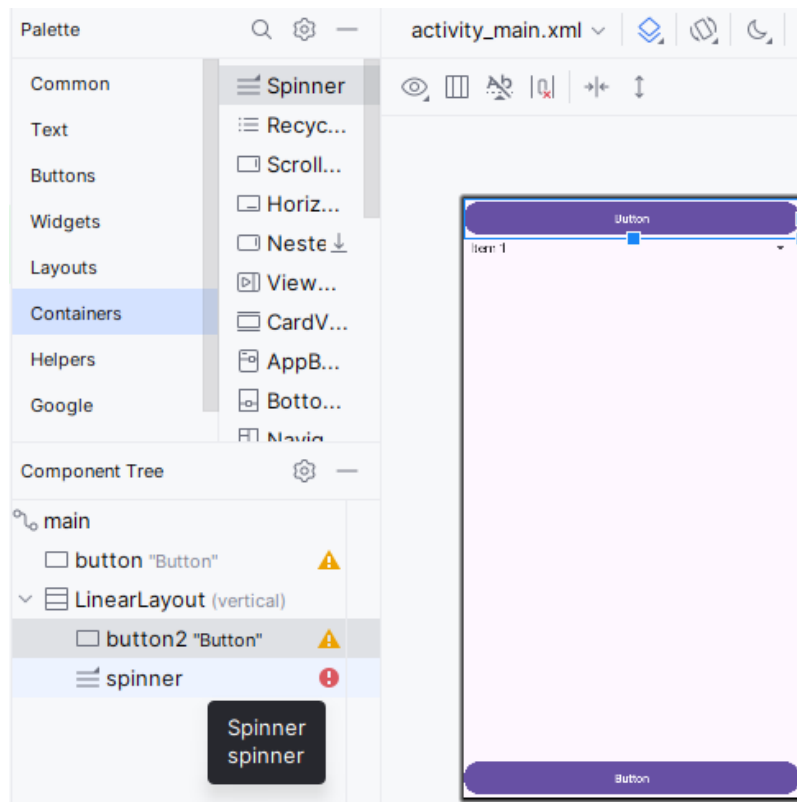 Palette
activity_main.xml
Common
Text
Buttons
Widgets
Layouts
Containers
Helpers
Google
Spinner
Recyc...
Scroll...
Horiz...
Neste
View...
CardV...
AppB...
Botto...
Navig
Component Tree
main
button "Button"
LinearLayout (vertical)
button2 "Button"
spinner
Spinner
spinner
Button
Item 1
Button